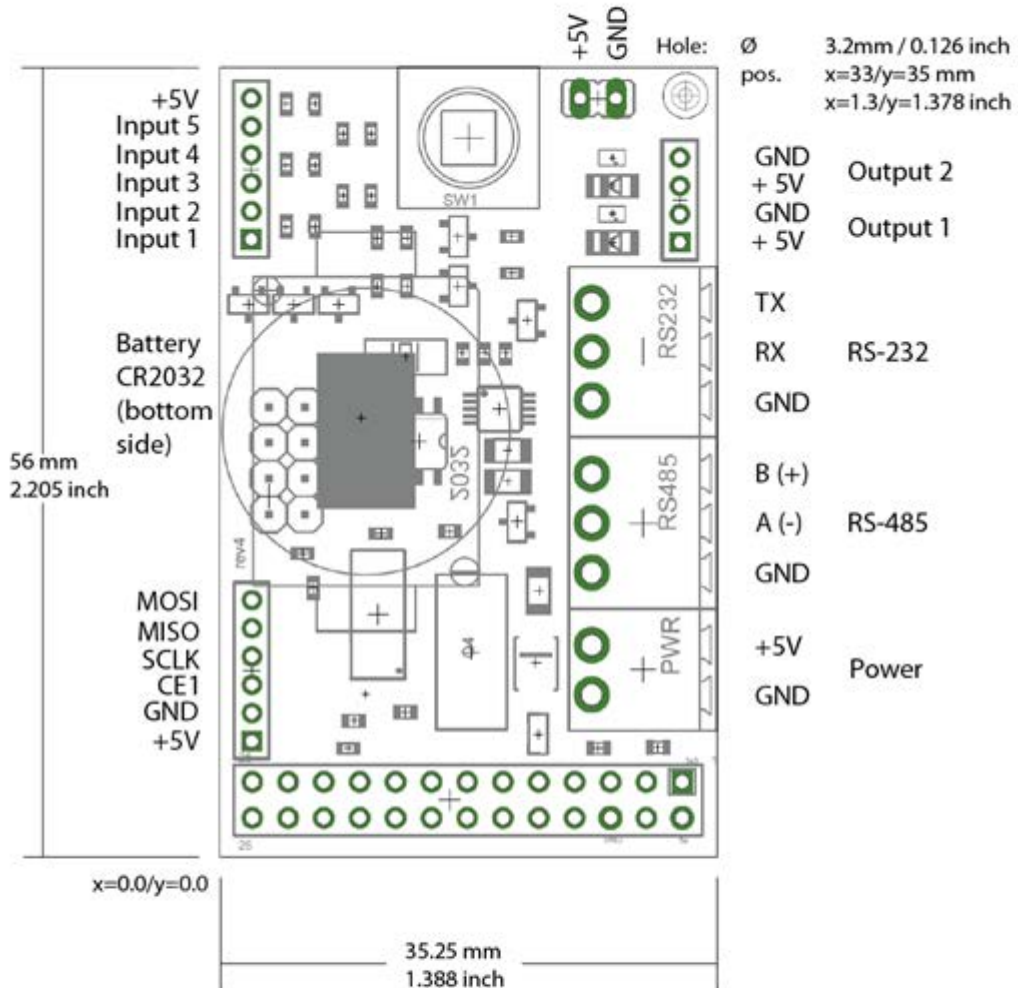 +5V
GND
Hole: Ø 3.2mm / 0.126 inch
pos. x=33/y=35 mm
x=1.3/y=1.378 inch
+5V
Input 5
Input 4
Input 3
Input 2
Input 1
SW1
GND
+ 5V
Output 2
GND
+ 5V
Output 1
Battery
CR2032
(bottom
side)
2032
RS232
TX
RX
GND
RS-232
RS485
B (+)
A (-)
GND
RS-485
56 mm
2.205 inch
rev4
MOSI
MISO
SCLK
CE1
GND
+5V
PWR
+5V
GND
Power
26
x=0.0/y=0.0
35.25 mm
1.388 inch